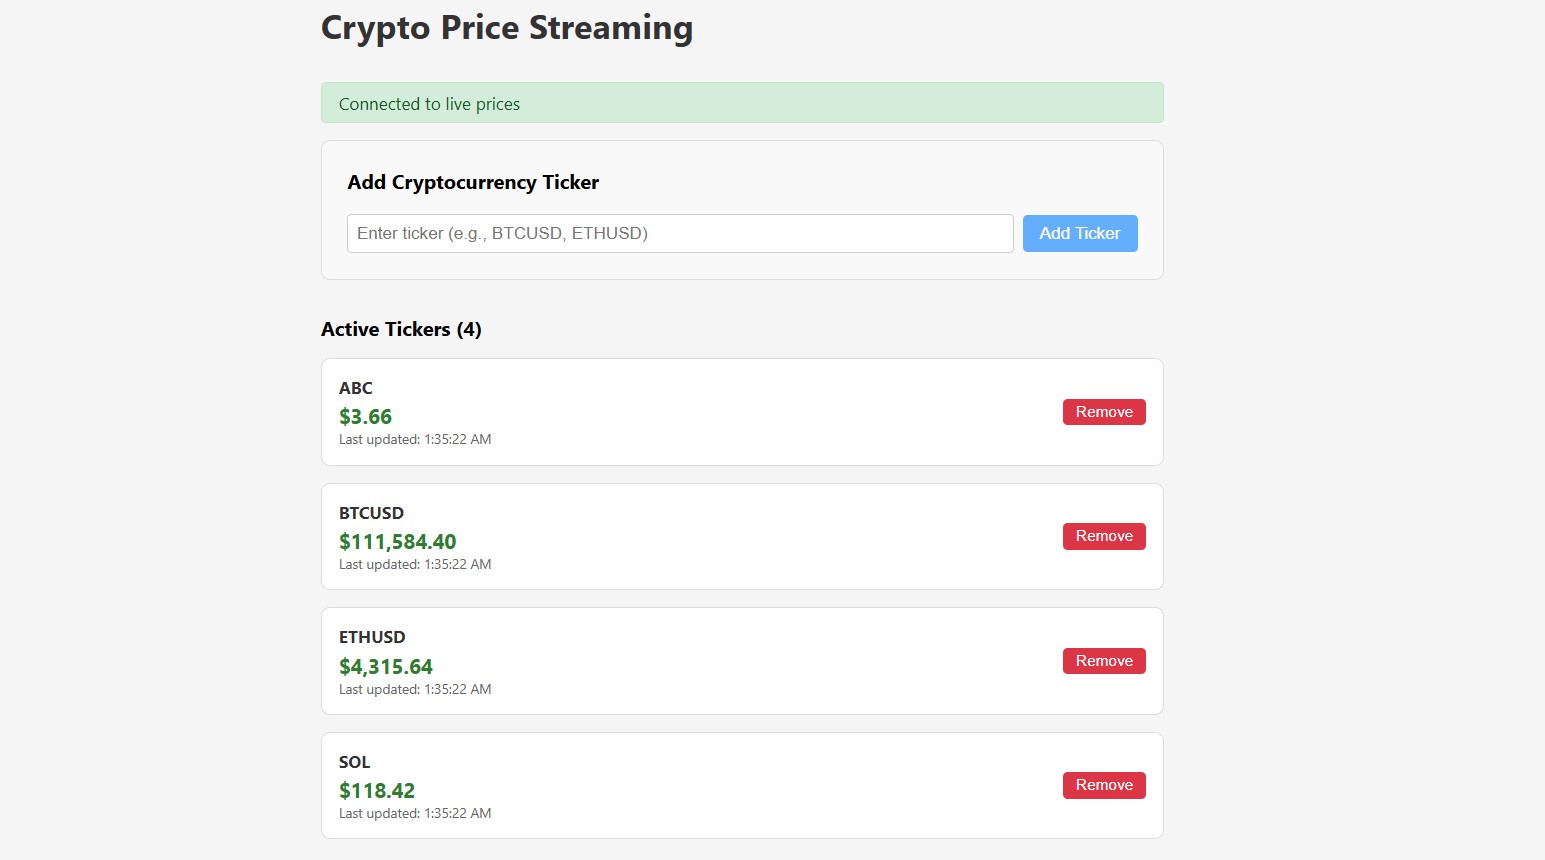 Crypto Price Streaming
Connected to live prices
Add Cryptocurrency Ticker
Enter ticker (e.g., BTCUSD, ETHUSD)
Add Ticker
Active Tickers (4)
ABC
$3.66
Last updated: 1:35:22 AM
Remove
BTCUSD
$111,584.40
Last updated: 1:35:22 AM
Remove
ETHUSD
$4,315.64
Last updated: 1:35:22 AM
Remove
SOL
$118.42
Last updated: 1:35:22 AM
Remove